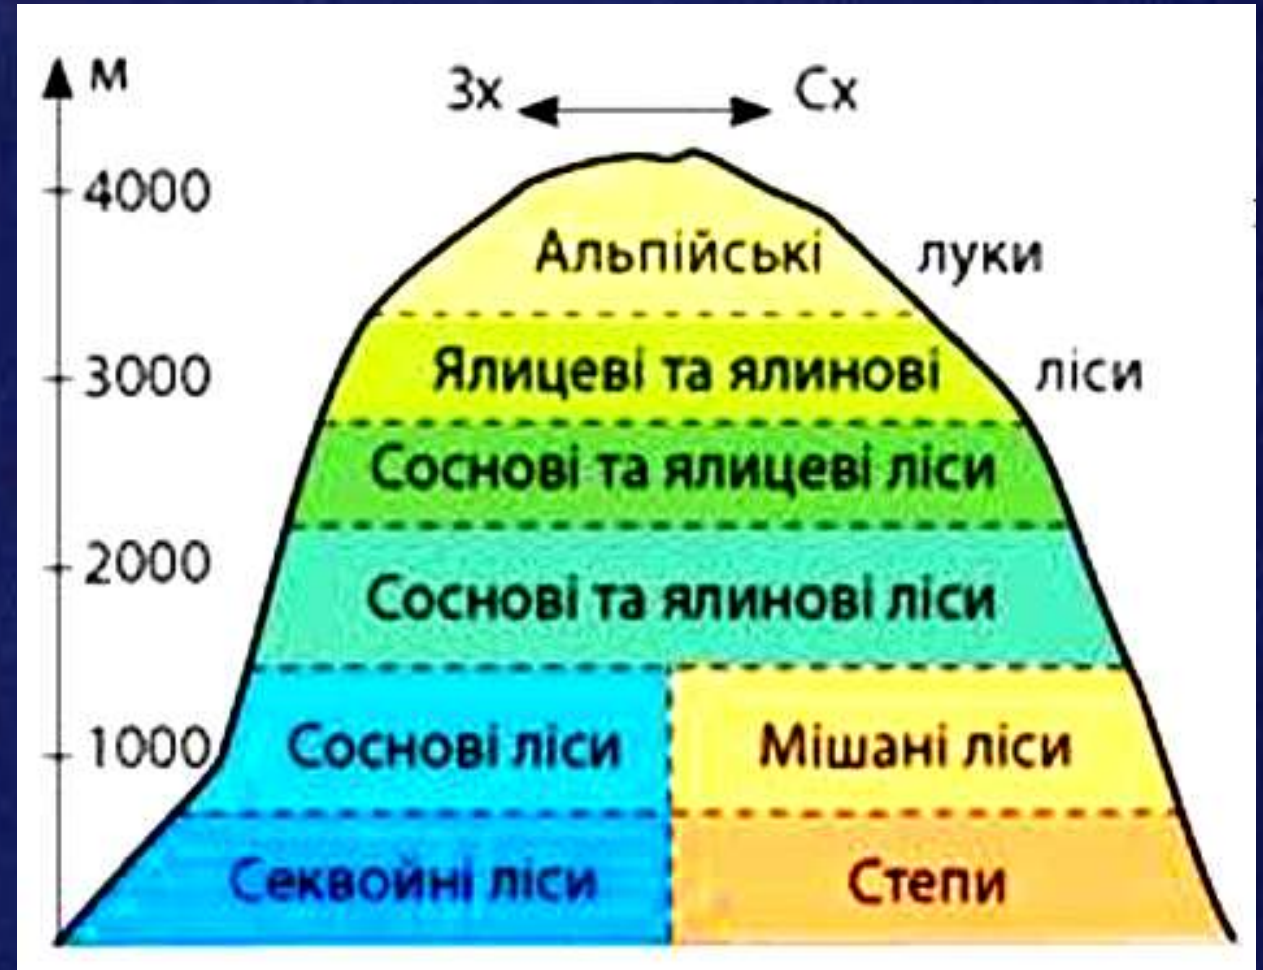 м
Зх Сх
4000
Альпійські луки
3000
Ялицеві та ялинові ліси
Соснові та ялицеві ліси
2000
Соснові та ялинові ліси
1000
Соснові ліси Мішані ліси
Секвойні ліси Степи